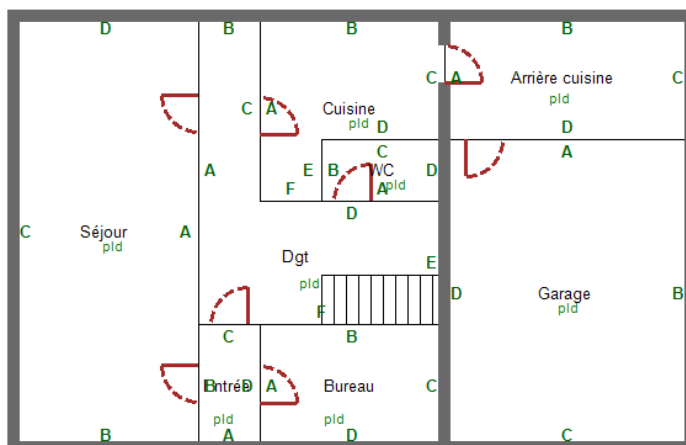 D B B B
C A Arrière cuisine C
C A Cuisine
pld pld
D D
C A
A E B WC D
pld
F A
D
C Séjour A
pld
Dgt E
pld
D Garage B
pld
F
C B
B Entrée D A Bureau C
pld pld
B A D C